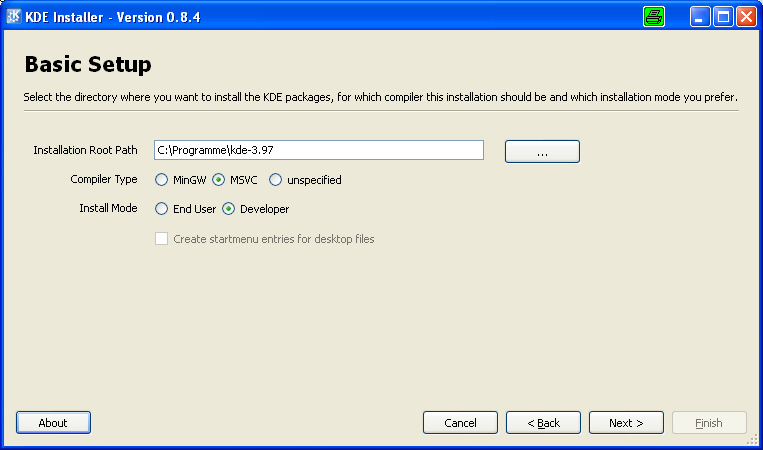 KDE Installer - Version 0.8.4
Basic Setup
Select the directory where you want to install the KDE packages, for which compiler this installation should be and which installation mode you prefer.
Installation Root Path C:\Programme\kde-3.97 ...
Compiler Type MinGW MSVC unspecified
Install Mode End User Developer
Create startmenu entries for desktop files
About Cancel < Back Next > Finish